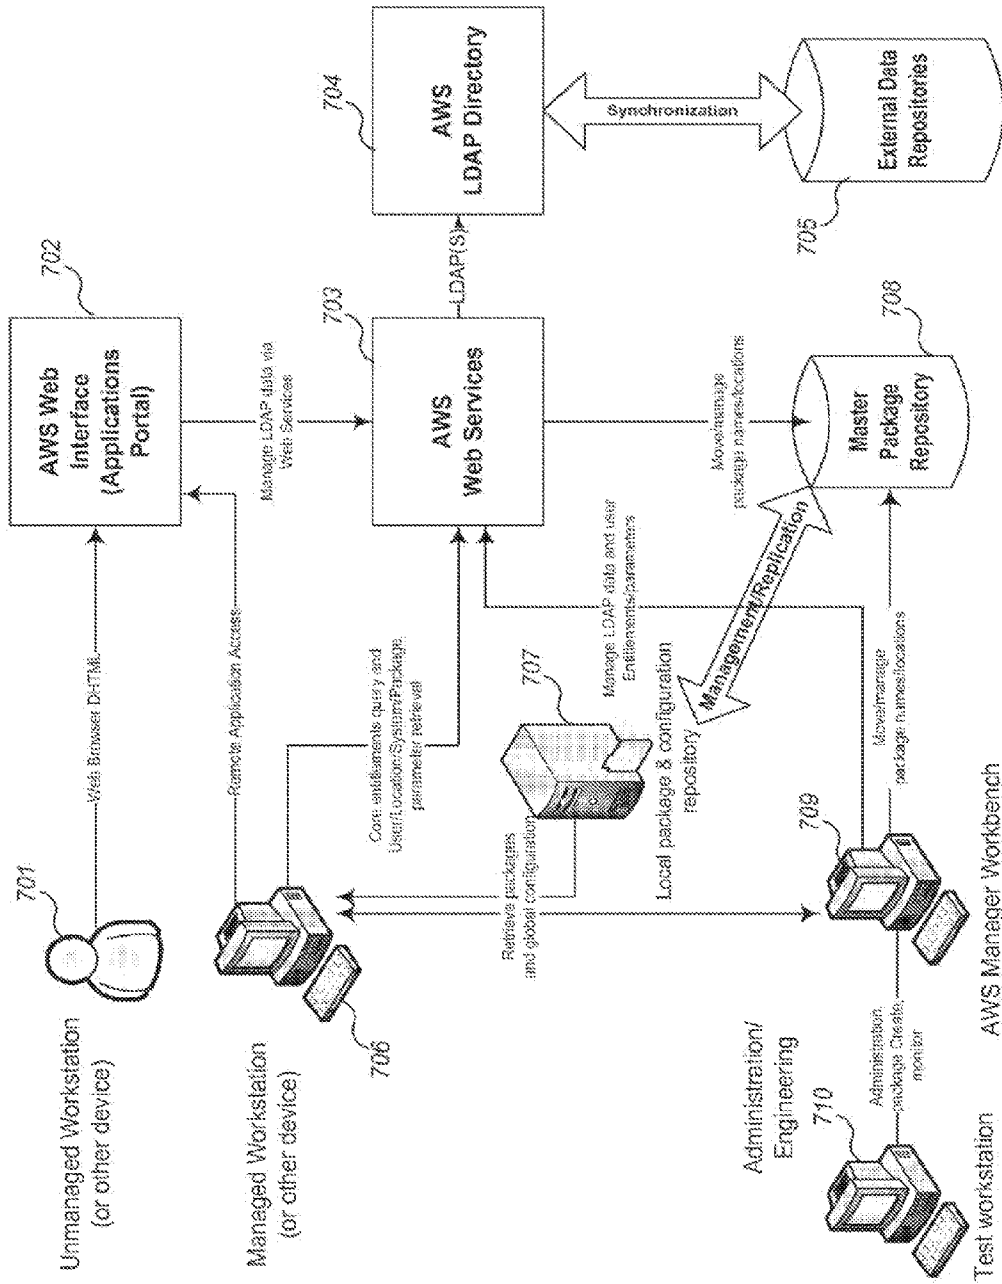 Unmanaged Workstation
(or other device)
701
Web Browser DHTML
AWS Web
Interface
(Applications
Portal)
702
Managed Workstation
(or other device)
706
Remote Application Access
Manage LDAP data via
Web Services
Core entitlements query and
User/Location/System/Package
parameter retrieval
AWS
Web Services
703
LDAP(S)
AWS
LDAP Directory
704
Synchronization
External Data
Repositories
705
Retrieve packages
and global configuration
707
Local package & configuration
repository
Manage LDAP data and user
Entitlements/parameters
Management/Replication
Move/manage
package names/locations
Master
Package
Repository
708
Administration/
Engineering
710
Test workstation
Administration,
package Create,
monitor
709
AWS Manager Workbench
Move/manage
package names/locations